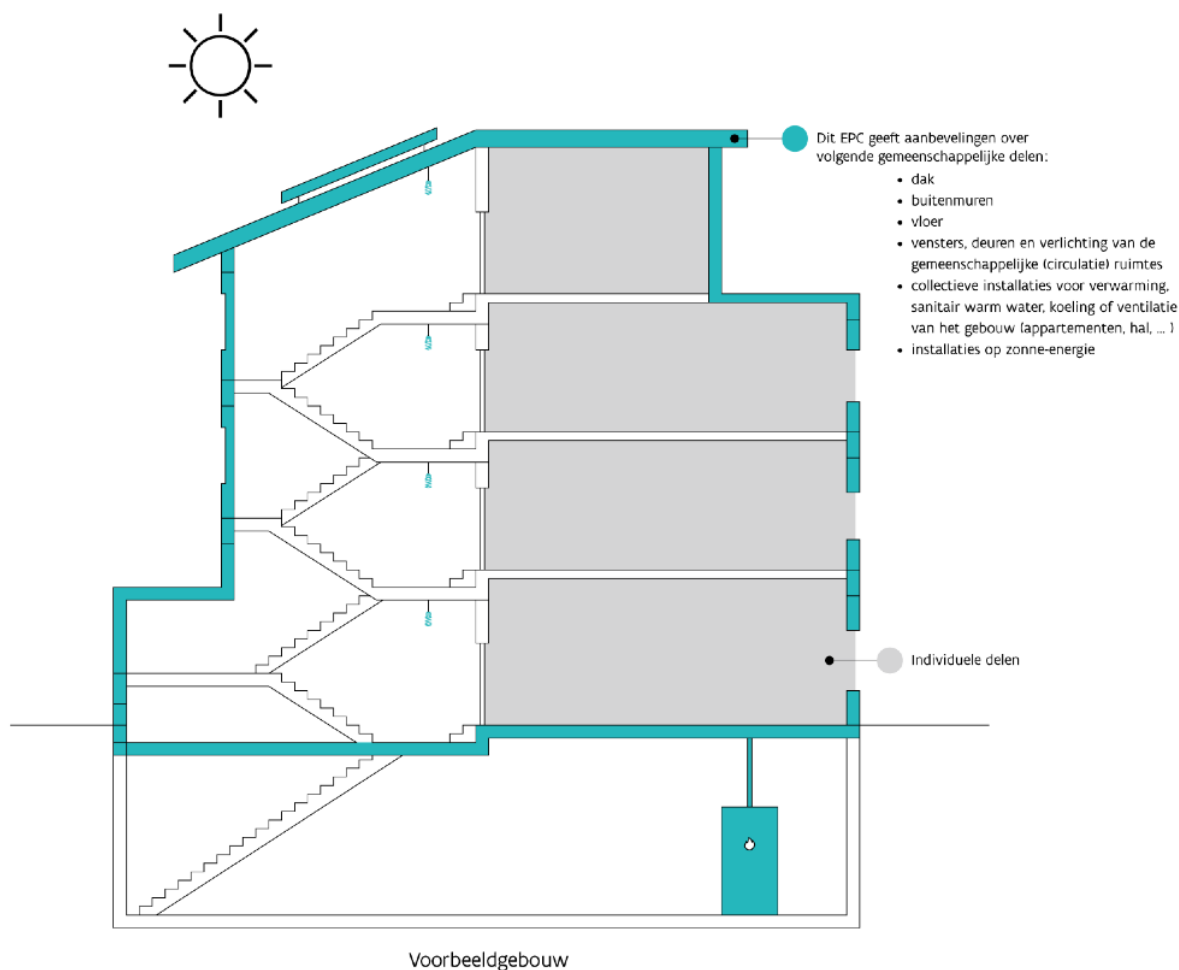 Dit EPC geeft aanbevelingen over
volgende gemeenschappelijke delen:
• dak
• buitenmuren
• vloer
• vensters, deuren en verlichting van de
gemeenschappelijke (circulatie) ruimtes
• collectieve installaties voor verwarming,
sanitair warm water, koeling of ventilatie
van het gebouw (appartementen, hal, ... )
• installaties op zonne-energie
Individuele delen
Voorbeeldgebouw